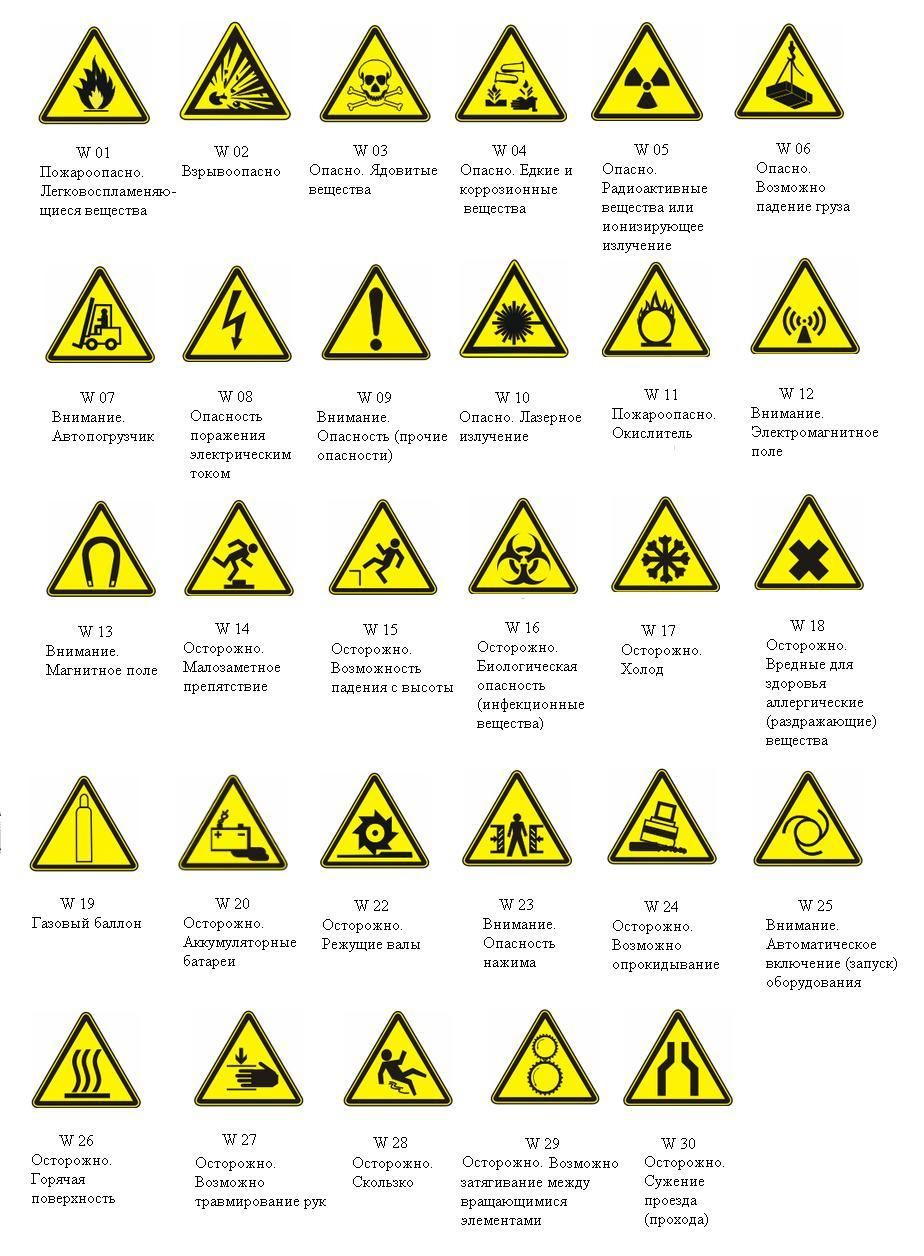 W 01
Пожароопасно.
Легковоспламеняю-
щиеся вещества
W 02
Взрывоопасно
W 03
Опасно. Ядовитые
вещества
W 04
Опасно. Едкие и
коррозионные
вещества
W 05
Опасно.
Радиоактивные
вещества или
ионизирующее
излучение
W 06
Опасно.
Возможно
падение груза
W 07
Внимание.
Автопогрузчик
W 08
Опасность
поражения
электрическим
током
W 09
Внимание.
Опасность (прочие
опасности)
W 10
Опасно. Лазерное
излучение
W 11
Пожароопасно.
Окислитель
W 12
Внимание.
Электромагнитное
поле
W 13
Внимание.
Магнитное поле
W 14
Осторожно.
Малозаметное
препятствие
W 15
Осторожно.
Возможность
падения с высоты
W 16
Осторожно.
Биологическая
опасность
(инфекционные
вещества)
W 17
Осторожно.
Холод
W 18
Осторожно.
Вредные для
здоровья
аллергические
(раздражающие)
вещества
W 19
Газовый баллон
W 20
Осторожно.
Аккумуляторные
батареи
W 22
Осторожно.
Режущие валы
W 23
Внимание.
Опасность
нажима
W 24
Осторожно.
Возможно
опрокидывание
W 25
Внимание.
Автоматическое
включение (запуск)
оборудования
W 26
Осторожно.
Горячая
поверхность
W 27
Осторожно.
Возможно
травмирование рук
W 28
Осторожно.
Скользко
W 29
Осторожно. Возможно
затягивание между
вращающимися
элементами
W 30
Осторожно.
Сужение
проезда
(прохода)